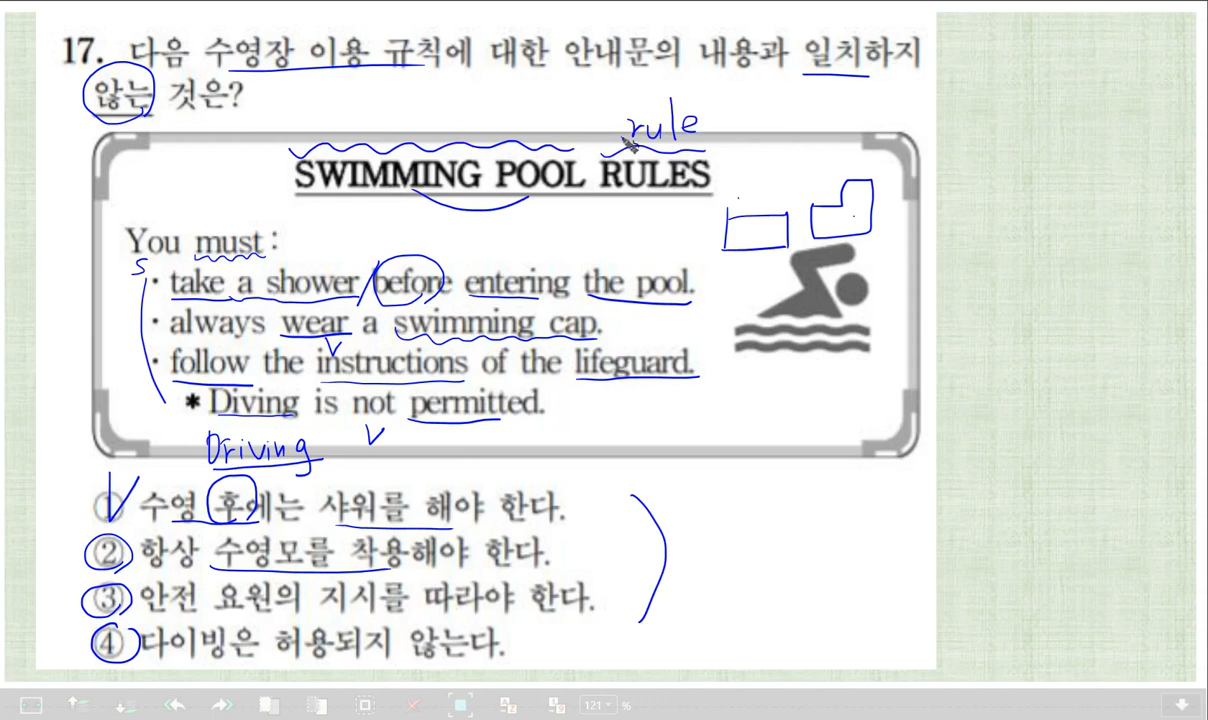 17. 다음 수영장 이용 규칙에 대한 안내문의 내용과 일치하지
않는 것은?
rule
SWIMMING POOL RULES
You must:
S
· take a shower before entering the pool.
· always wear a swimming cap.
· follow the instructions of the lifeguard.
* Diving is not permitted.
Driving
① 수영 후에는 샤워를 해야 한다.
② 항상 수영모를 착용해야 한다.
③ 안전 요원의 지시를 따라야 한다.
④ 다이빙은 허용되지 않는다.
121 %